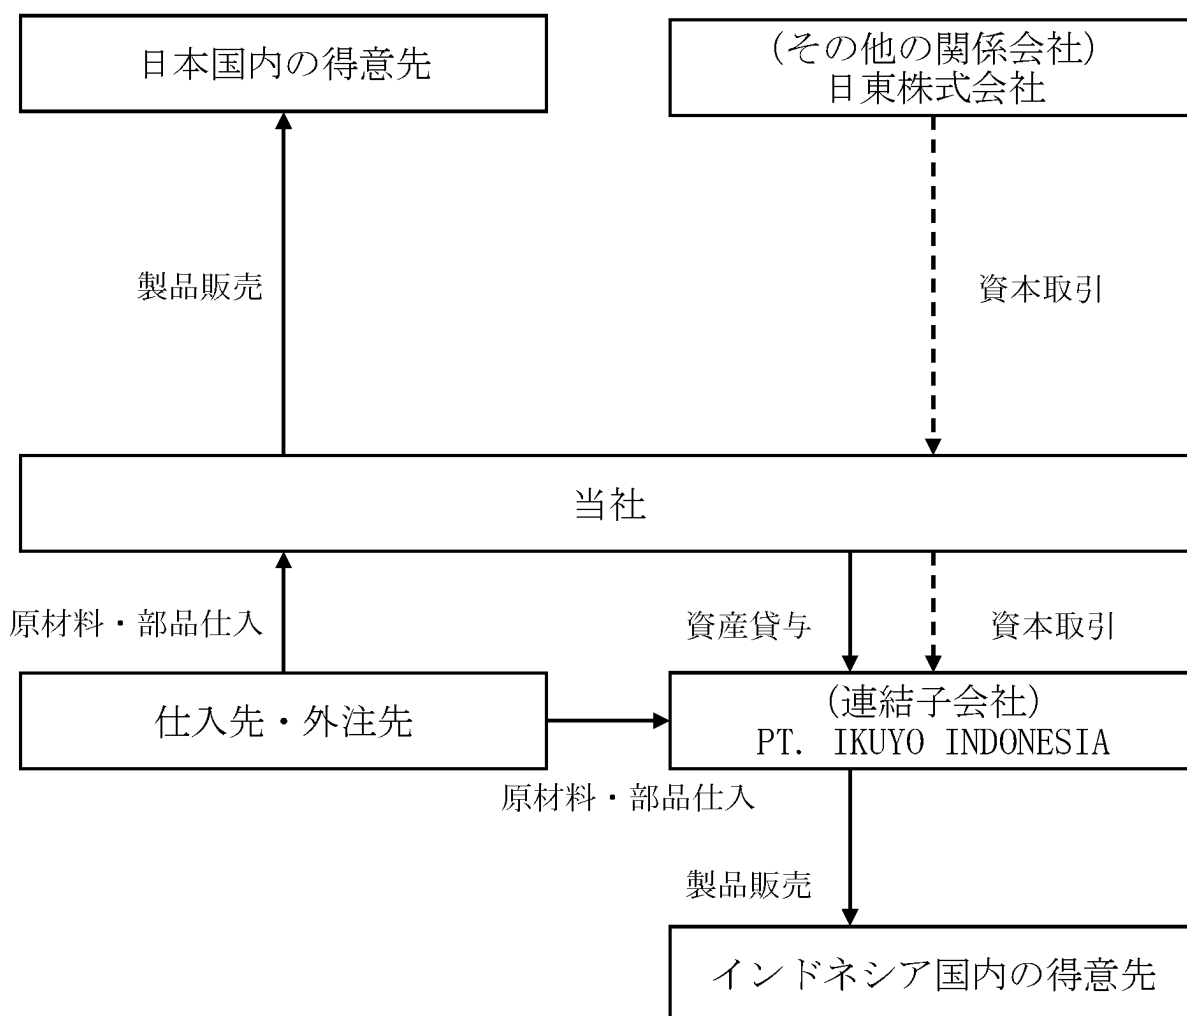 日本国内の得意先
(その他の関係会社)
日東株式会社
製品販売
資本取引
当社
原材料・部品仕入
資産貸与
資本取引
仕入先・外注先
(連結子会社)
PT. IKUYO INDONESIA
原材料・部品仕入
製品販売
インドネシア国内の得意先